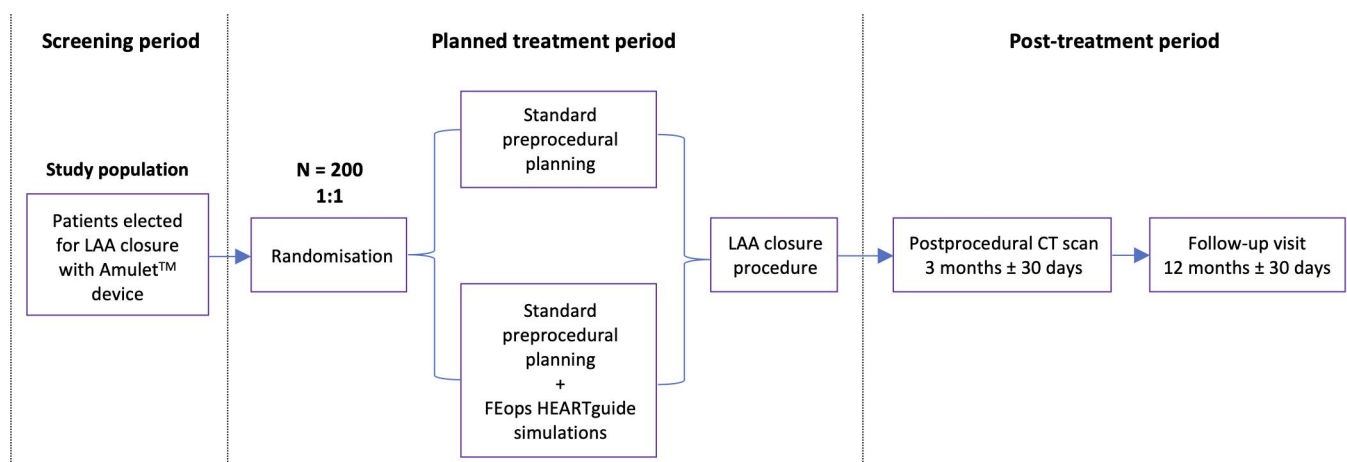 Screening period
Planned treatment period
Post-treatment period
Study population
Patients elected
for LAA closure
with Amulet™
device
N = 200
1:1
Randomisation
Standard
preprocedural
planning
Standard
preprocedural
planning
+
FEops HEARTguide
simulations
LAA closure
procedure
Postprocedural CT scan
3 months ± 30 days
Follow-up visit
12 months ± 30 days